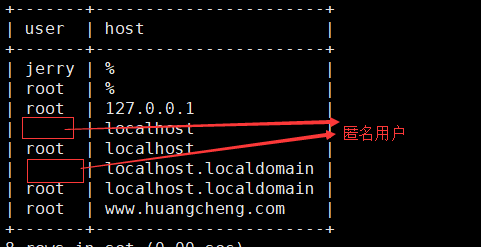 +-------+-----------------------+
| user | host |
+-------+-----------------------+
| jerry | % |
| root | % |
| root | 127.0.0.1 |
| | localhost |
匿名用户
| root | localhost |
| | localhost.localdomain |
| root | localhost.localdomain |
| root | www.huangcheng.com |
+-------+-----------------------+
8 rows in set (0.00 sec)